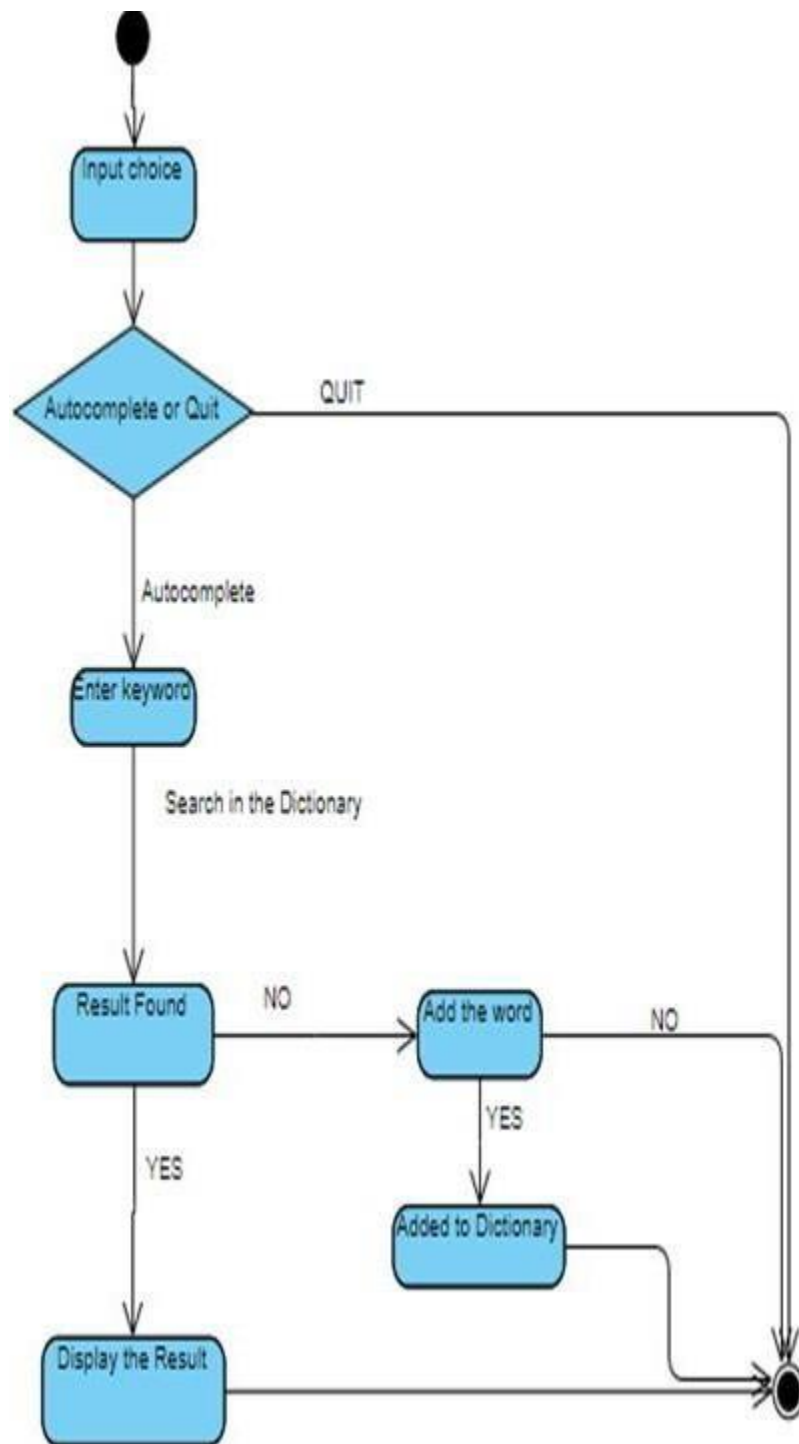 Input choice
Autocomplete or Quit
QUIT
Autocomplete
Enter keyword
Search in the Dictionary
Result Found
NO
Add the word
NO
YES
YES
Added to Dictionary
Display the Result